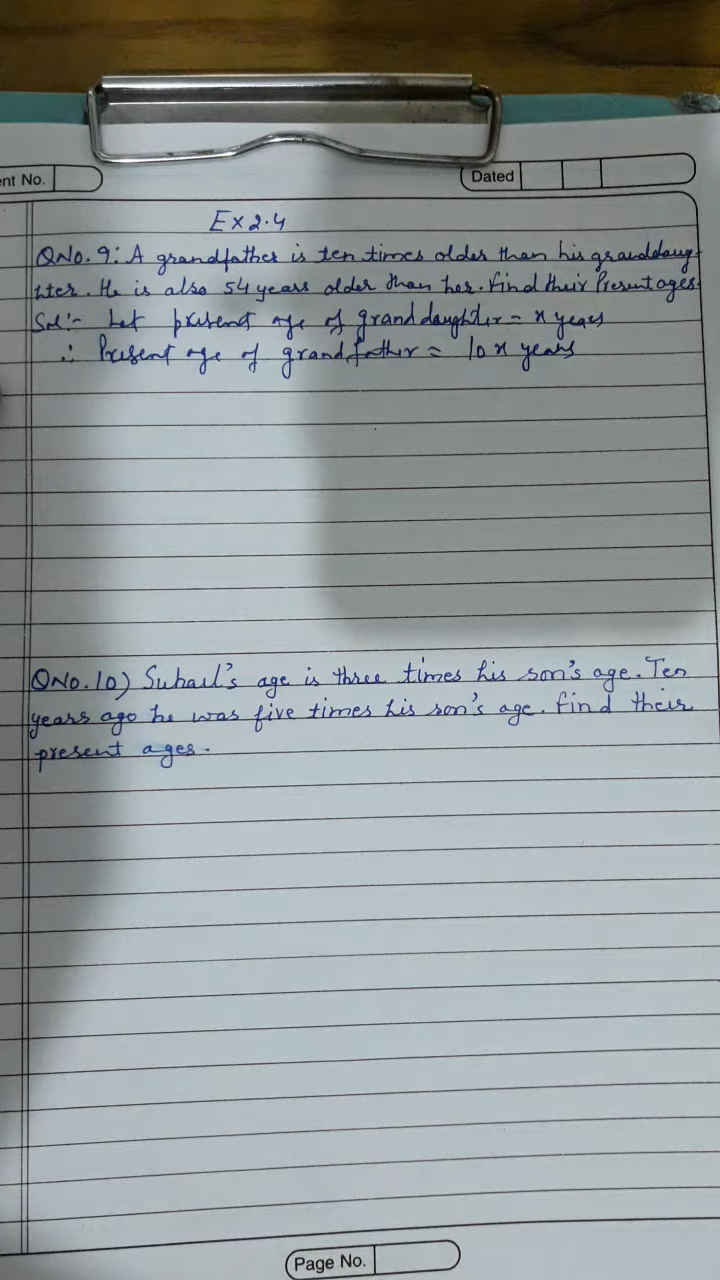 ent No.
Dated
Ex 2.4
QNo. 9: A grandfather is ten times older than his granddaug-
hter. He is also 54 years older than her. Find their Present ages.
Sol:- Let present age of granddaughter = x years
∴ Present age of grandfather = 10x years
QNo. 10) Suhail's age is three times his son's age. Ten
years ago he was five times his son's age. Find their
present ages.
Page No.